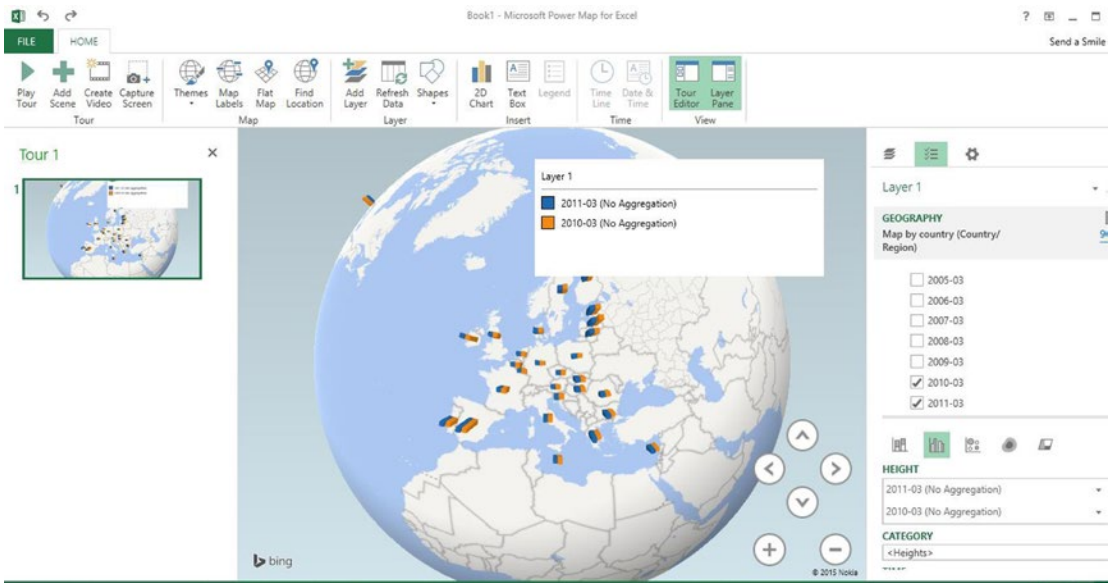 Book1 - Microsoft Power Map for Excel
?
FILE
HOME
Send a Smile
Play Tour
Add Scene
Create Video
Capture Screen
Themes
Map Labels
Flat Map
Find Location
Add Layer
Refresh Data
Shapes
2D Chart
Text Box
Legend
Time Line
Date & Time
Tour Editor
Layer Pane
Tour
Map
Layer
Insert
Time
View
Tour 1
1
Layer 1
2011-03 (No Aggregation)
2010-03 (No Aggregation)
bing
© 2015 Nokia
Layer 1
GEOGRAPHY
Map by country (Country/
Region)
2005-03
2006-03
2007-03
2008-03
2009-03
2010-03
2011-03
HEIGHT
2011-03 (No Aggregation)
2010-03 (No Aggregation)
CATEGORY
<Heights>